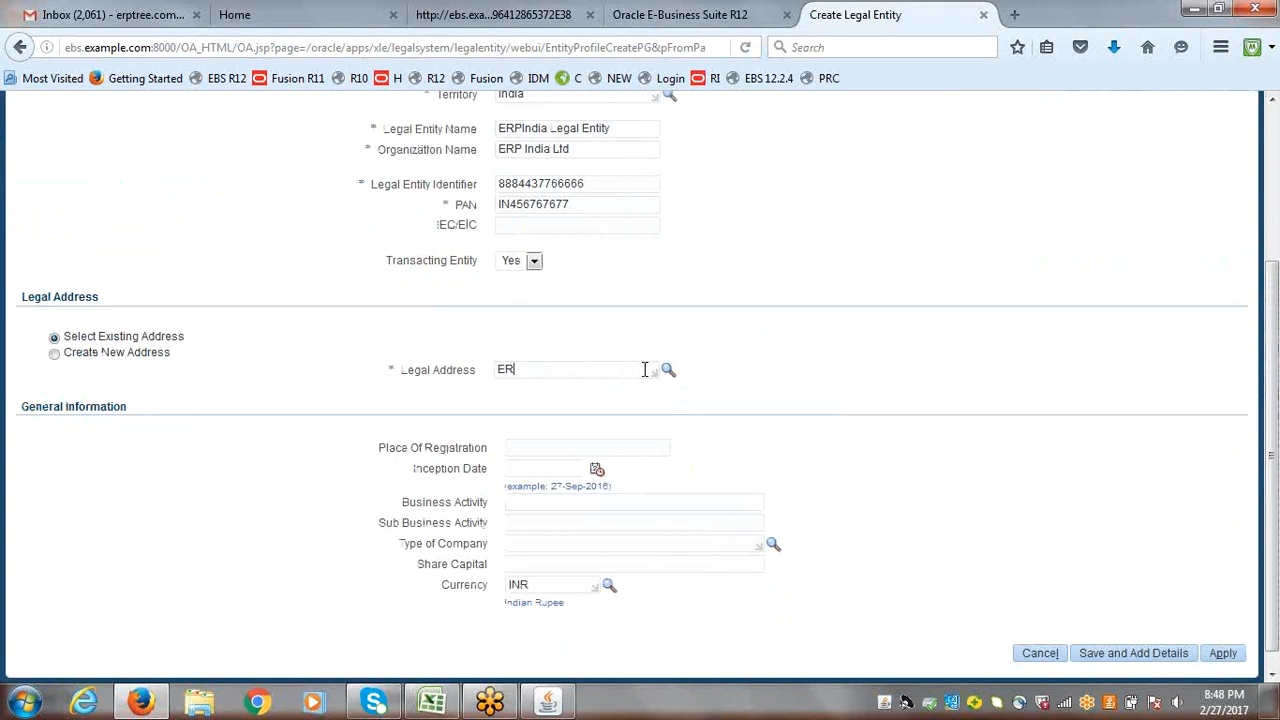 Inbox (2,061) - erptree.com...
Home
http://ebs.exa...96412865372E38
Oracle E-Business Suite R12
Create Legal Entity
ebs.example.com:8000/OA_HTML/OA.jsp?page=/oracle/apps/xle/legalsystem/legalentity/webui/EntityProfileCreatePG&pFromPa
Search
Most Visited
Getting Started
EBS R12
Fusion R11
R10
H
R12
Fusion
IDM
C
NEW
Login
RI
EBS 12.2.4
PRC
* Territory India
* Legal Entity Name ERPIndia Legal Entity
* Organization Name ERP India Ltd
* Legal Entity Identifier 8884437766666
* PAN IN456767677
IEC/EIC
Transacting Entity Yes
Legal Address
Select Existing Address
Create New Address
* Legal Address ER
General Information
Place Of Registration
Inception Date
(example: 27-Sep-2016)
Business Activity
Sub Business Activity
Type of Company
Share Capital
Currency INR
Indian Rupee
Cancel
Save and Add Details
Apply
8:48 PM
2/27/2017